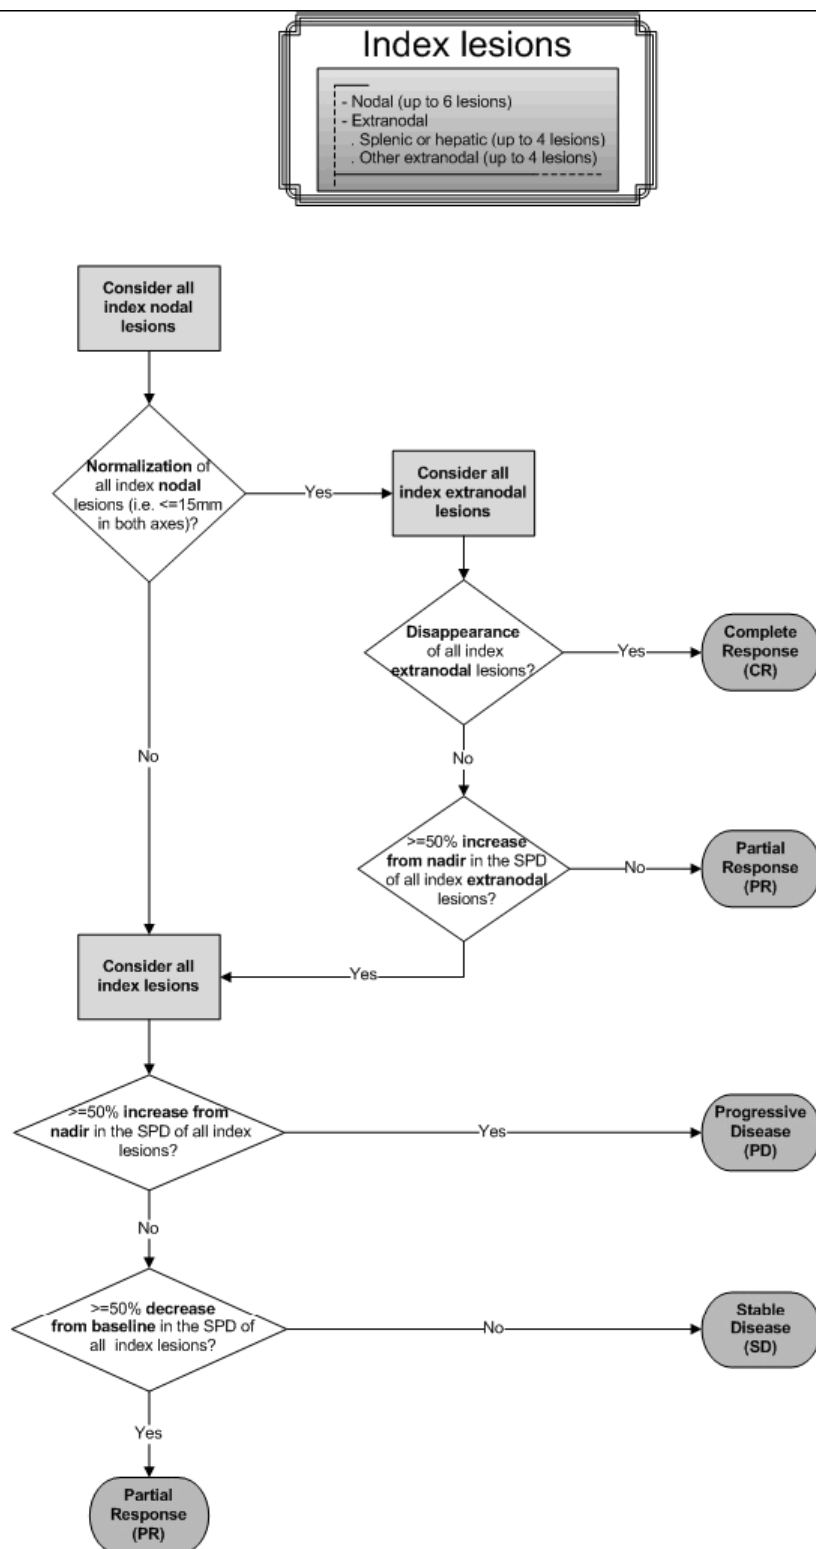 Index lesions
- Nodal (up to 6 lesions)
- Extranodal
. Splenic or hepatic (up to 4 lesions)
. Other extranodal (up to 4 lesions)
Consider all
index nodal
lesions
Normalization of
all index nodal
lesions (i.e. <=15mm
in both axes)?
Yes
Consider all
index extranodal
lesions
Disappearance
of all index
extranodal lesions?
Yes
Complete
Response
(CR)
No
No
>=50% increase
from nadir in the SPD
of all index extranodal
lesions?
No
Partial
Response
(PR)
Consider all
index lesions
Yes
>=50% increase from
nadir in the SPD of all index
lesions?
Yes
Progressive
Disease
(PD)
No
>=50% decrease
from baseline in the SPD of
all index lesions?
No
Stable
Disease
(SD)
Yes
Partial
Response
(PR)